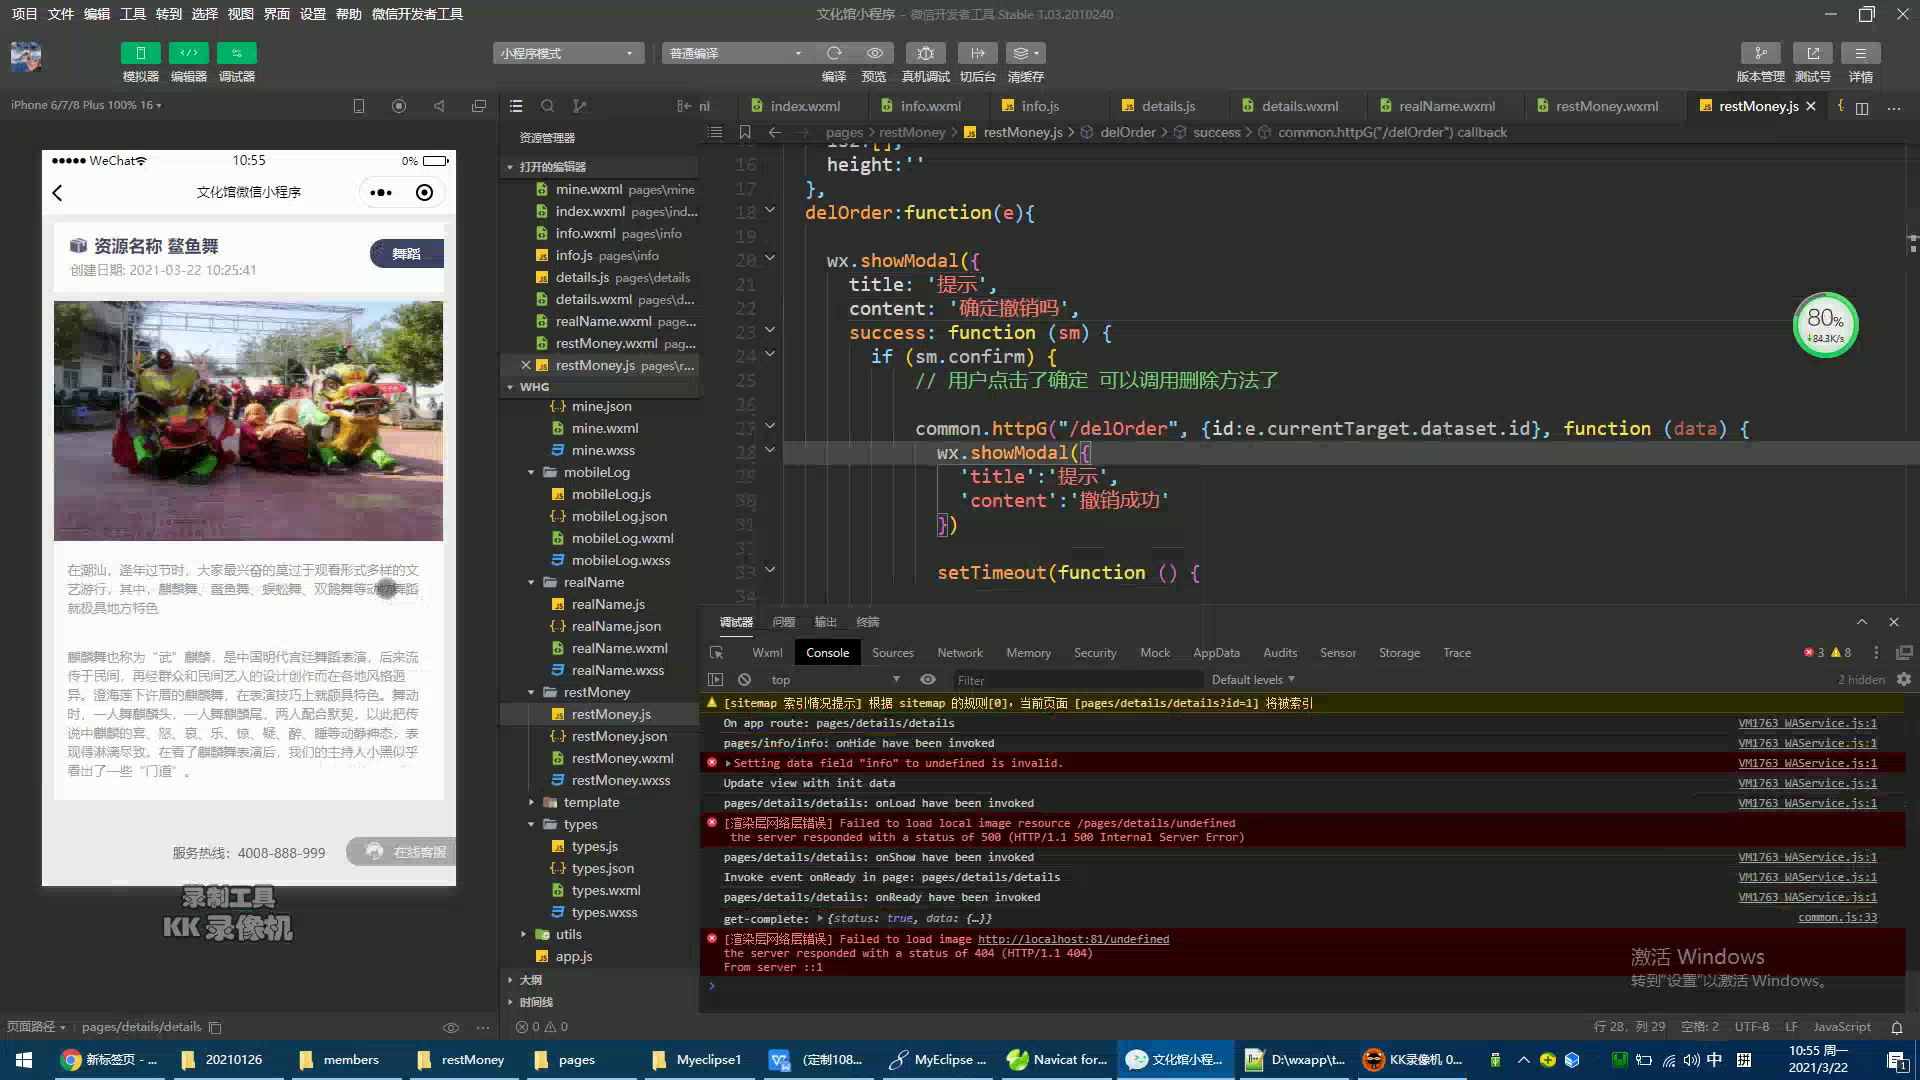 项目 文件 编辑 工具 转到 选择 视图 界面 设置 帮助 微信开发者工具
文化馆小程序 - 微信开发者工具 Stable 1.03.2010240
模拟器 编辑器 调试器
小程序模式
普通编译
编译 预览 真机调试 切后台 清缓存
版本管理 测试号 详情
iPhone 6/7/8 Plus 100% 16
nl
index.wxml
info.wxml
info.js
details.js
details.wxml
realName.wxml
restMoney.wxml
restMoney.js
pages > restMoney > restMoney.js > delOrder > success > common.httpG("/delOrder") callback
WeChat
10:55
0%
文化馆微信小程序
资源名称 鳌鱼舞
创建日期: 2021-03-22 10:25:41
舞蹈
在潮汕，逢年过节时，大家最兴奋的莫过于观看形式多样的文
艺游行，其中，麒麟舞、鳌鱼舞、蜈蚣舞、双鹅舞等动物舞蹈
就极具地方特色
麒麟舞也称为“武”麒麟，是中国明代宫廷舞蹈表演，后来流
传于民间，再经群众和民间艺人的设计创作而在各地风格迥
异。澄海莲下许厝的麒麟舞，在表演技巧上就颇具特色。舞动
时，一人舞麒麟头，一人舞麒麟尾，两人配合默契，以此把传
说中麒麟的喜、怒、哀、乐、惊、疑、醉、睡等动静神态，表
现得淋漓尽致。在看了麒麟舞表演后，我们的主持人小黑似乎
看出了一些“门道”。
服务热线：4008-888-999
在线客服
录制工具
KK 录像机
页面路径
pages/details/details
资源管理器
打开的编辑器
mine.wxml pages\mine
index.wxml pages\ind...
info.wxml pages\info
info.js pages\info
details.js pages\details
details.wxml pages\d...
realName.wxml page...
restMoney.wxml pag...
restMoney.js pages\r...
WHG
mine.json
mine.wxml
mine.wxss
mobileLog
mobileLog.js
mobileLog.json
mobileLog.wxml
mobileLog.wxss
realName
realName.js
realName.json
realName.wxml
realName.wxss
restMoney
restMoney.js
restMoney.json
restMoney.wxml
restMoney.wxss
template
types
types.js
types.json
types.wxml
types.wxss
utils
app.js
大纲
时间线
0 0
16 height:''
17 },
18 delOrder:function(e){
19
20 wx.showModal({
21 title: '提示',
22 content: '确定撤销吗',
23 success: function (sm) {
24 if (sm.confirm) {
25 // 用户点击了确定 可以调用删除方法了
26
27 common.httpG("/delOrder", {id:e.currentTarget.dataset.id}, function (data) {
28 wx.showModal({
29 'title':'提示',
30 'content':'撤销成功'
31 })
32
33 setTimeout(function () {
34
80%
84.3K/s
调试器 问题 输出 终端
Wxml Console Sources Network Memory Security Mock AppData Audits Sensor Storage Trace
3 8
top
Filter
Default levels
2 hidden
[sitemap 索引情况提示] 根据 sitemap 的规则[0]，当前页面 [pages/details/details?id=1] 将被索引
On app route: pages/details/details VM1763 WAService.js:1
pages/info/info: onHide have been invoked VM1763 WAService.js:1
Setting data field "info" to undefined is invalid. VM1763 WAService.js:1
Update view with init data VM1763 WAService.js:1
pages/details/details: onLoad have been invoked VM1763 WAService.js:1
[渲染层网络层错误] Failed to load local image resource /pages/details/undefined
the server responded with a status of 500 (HTTP/1.1 500 Internal Server Error)
pages/details/details: onShow have been invoked VM1763 WAService.js:1
Invoke event onReady in page: pages/details/details VM1763 WAService.js:1
pages/details/details: onReady have been invoked VM1763 WAService.js:1
get-complete: {status: true, data: {…}} common.js:33
[渲染层网络层错误] Failed to load image http://localhost:81/undefined
the server responded with a status of 404 (HTTP/1.1 404)
From server ::1
激活 Windows
转到“设置”以激活 Windows。
行 28，列 29 空格: 2 UTF-8 LF JavaScript
新标签页 - ...
20210126
members
restMoney
pages
Myeclipse1
(定制108...
MyEclipse ...
Navicat for...
文化馆小程...
D:\wxapp\t...
KK录像机 0...
中
拼
10:55 周一
2021/3/22
1